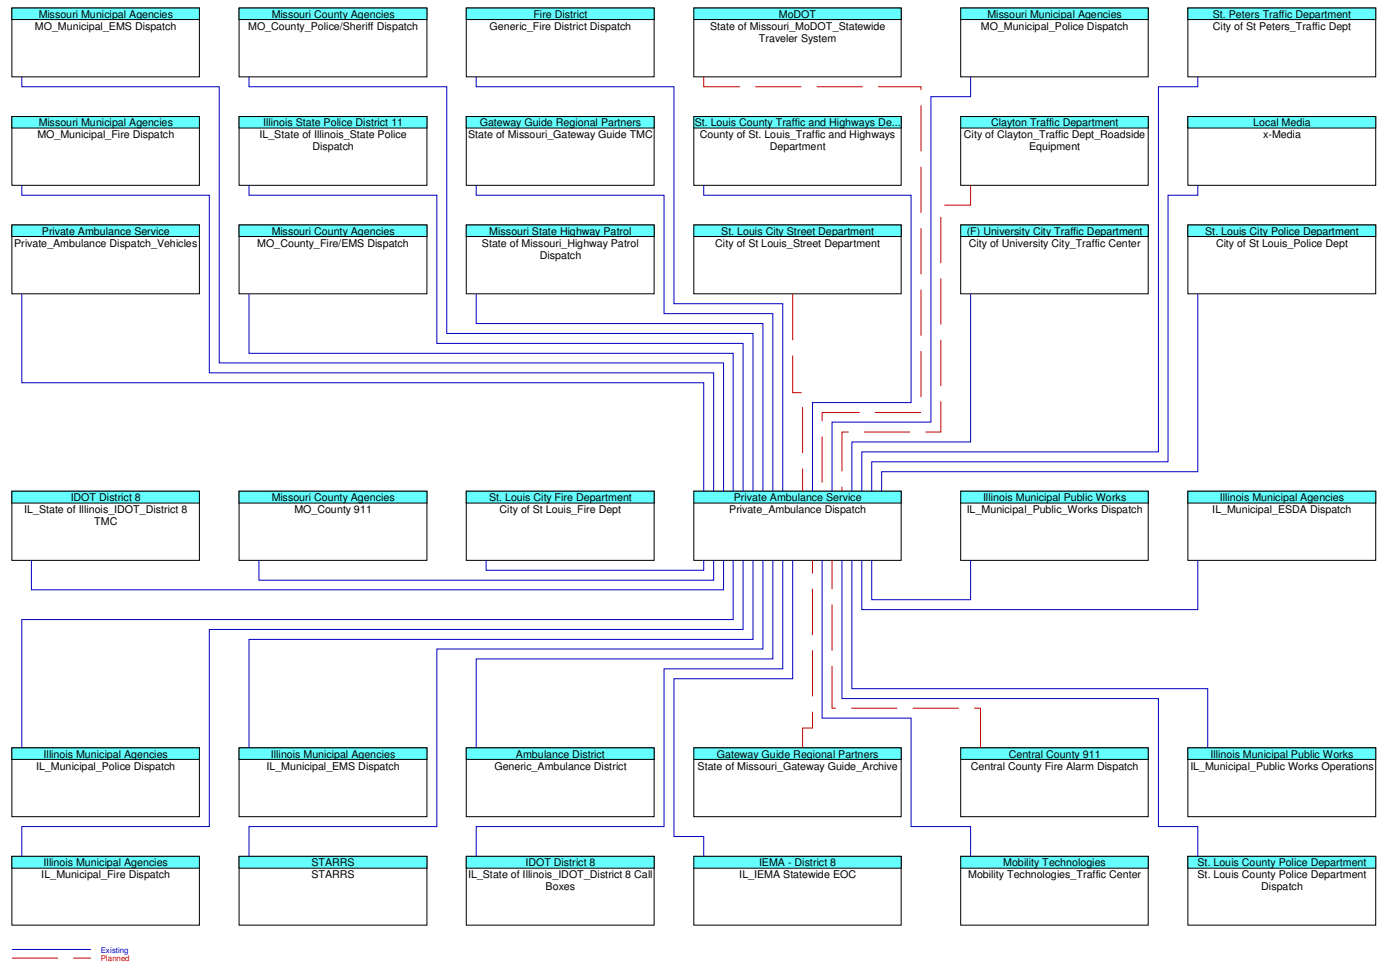 Missouri Municipal Agencies
MO_Municipal_EMS Dispatch
Missouri County Agencies
MO_County_Police/Sheriff Dispatch
Fire District
Generic_Fire District Dispatch
MoDOT
State of Missouri_MoDOT_Statewide
Traveler System
Missouri Municipal Agencies
MO_Municipal_Police Dispatch
St. Peters Traffic Department
City of St Peters_Traffic Dept
Missouri Municipal Agencies
MO_Municipal_Fire Dispatch
Illinois State Police District 11
IL_State of Illinois_State Police
Dispatch
Gateway Guide Regional Partners
State of Missouri_Gateway Guide TMC
St. Louis County Traffic and Highways De...
County of St. Louis_Traffic and Highways
Department
Clayton Traffic Department
City of Clayton_Traffic Dept_Roadside
Equipment
Local Media
x-Media
Private Ambulance Service
Private_Ambulance Dispatch_Vehicles
Missouri County Agencies
MO_County_Fire/EMS Dispatch
Missouri State Highway Patrol
State of Missouri_Highway Patrol
Dispatch
St. Louis City Street Department
City of St Louis_Street Department
(F) University City Traffic Department
City of University City_Traffic Center
St. Louis City Police Department
City of St Louis_Police Dept
IDOT District 8
IL_State of Illinois_IDOT_District 8
TMC
Missouri County Agencies
MO_County 911
St. Louis City Fire Department
City of St Louis_Fire Dept
Private Ambulance Service
Private_Ambulance Dispatch
Illinois Municipal Public Works
IL_Municipal_Public_Works Dispatch
Illinois Municipal Agencies
IL_Municipal_ESDA Dispatch
Illinois Municipal Agencies
IL_Municipal_Police Dispatch
Illinois Municipal Agencies
IL_Municipal_EMS Dispatch
Ambulance District
Generic_Ambulance District
Gateway Guide Regional Partners
State of Missouri_Gateway Guide_Archive
Central County 911
Central County Fire Alarm Dispatch
Illinois Municipal Public Works
IL_Municipal_Public Works Operations
Illinois Municipal Agencies
IL_Municipal_Fire Dispatch
STARRS
STARRS
IDOT District 8
IL_State of Illinois_IDOT_District 8 Call
Boxes
IEMA - District 8
IL_IEMA Statewide EOC
Mobility Technologies
Mobility Technologies_Traffic Center
St. Louis County Police Department
St. Louis County Police Department
Dispatch
Existing
Planned